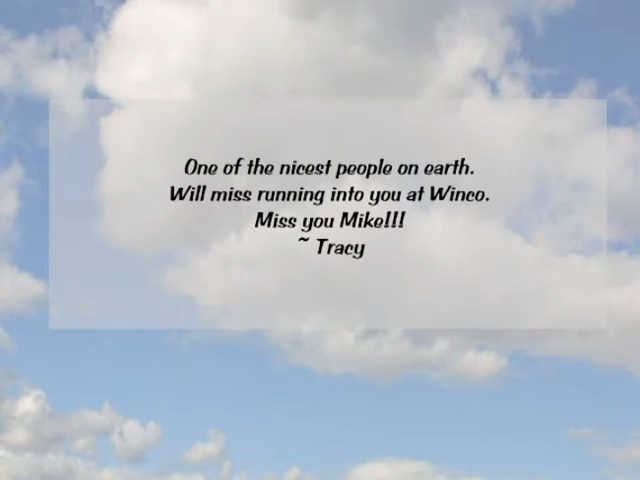 One of the nicest people on earth.
Will miss running into you at Winco.
Miss you Mike!!!
~ Tracy